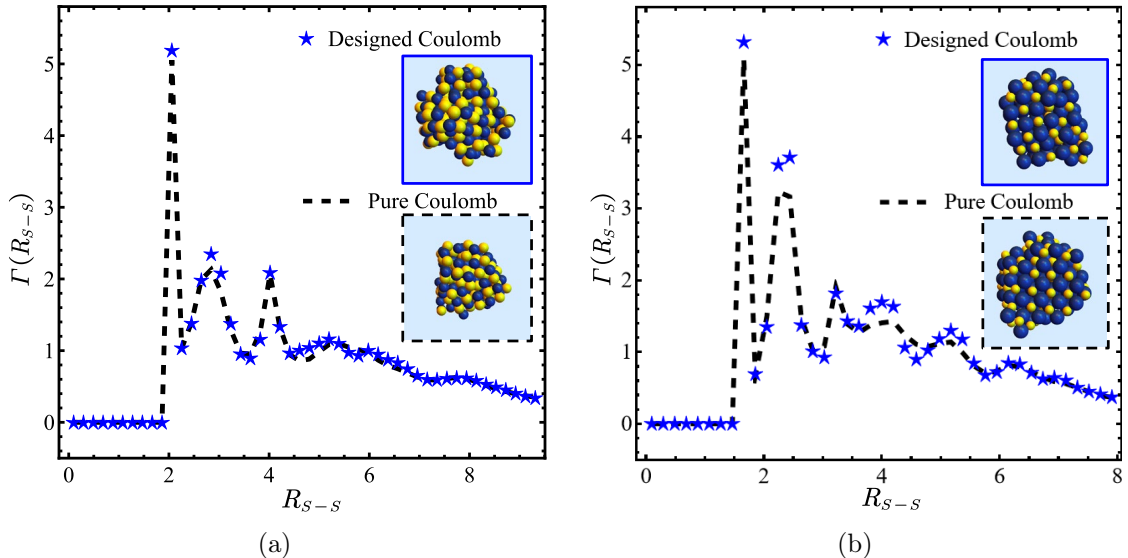 Designed Coulomb
Pure Coulomb
Γ(R_{S−S})
5
4
3
2
1
0
0 2 4 6 8
R_{S−S}
(a)
Designed Coulomb
Pure Coulomb
Γ(R_{S−S})
5
4
3
2
1
0
0 2 4 6 8
R_{S−S}
(b)